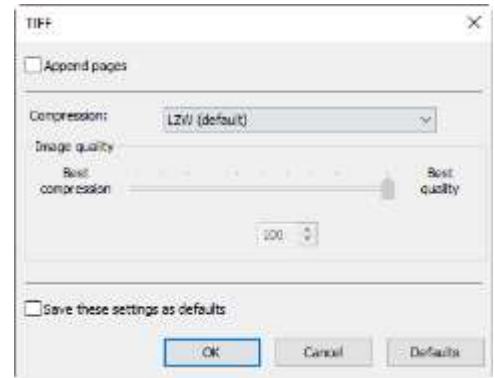 TIFF
Append pages
Compression: LZW (default)
Image quality
Best compression
Best quality
100
Save these settings as defaults
OK Cancel Defaults